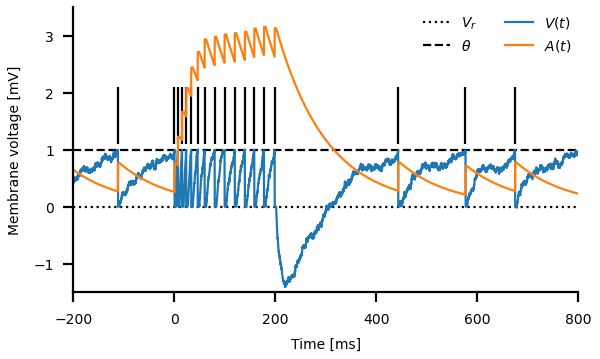 V_r
θ
V(t)
A(t)
Membrane voltage [mV]
3
2
1
0
−1
−200
0
200
400
600
800
Time [ms]